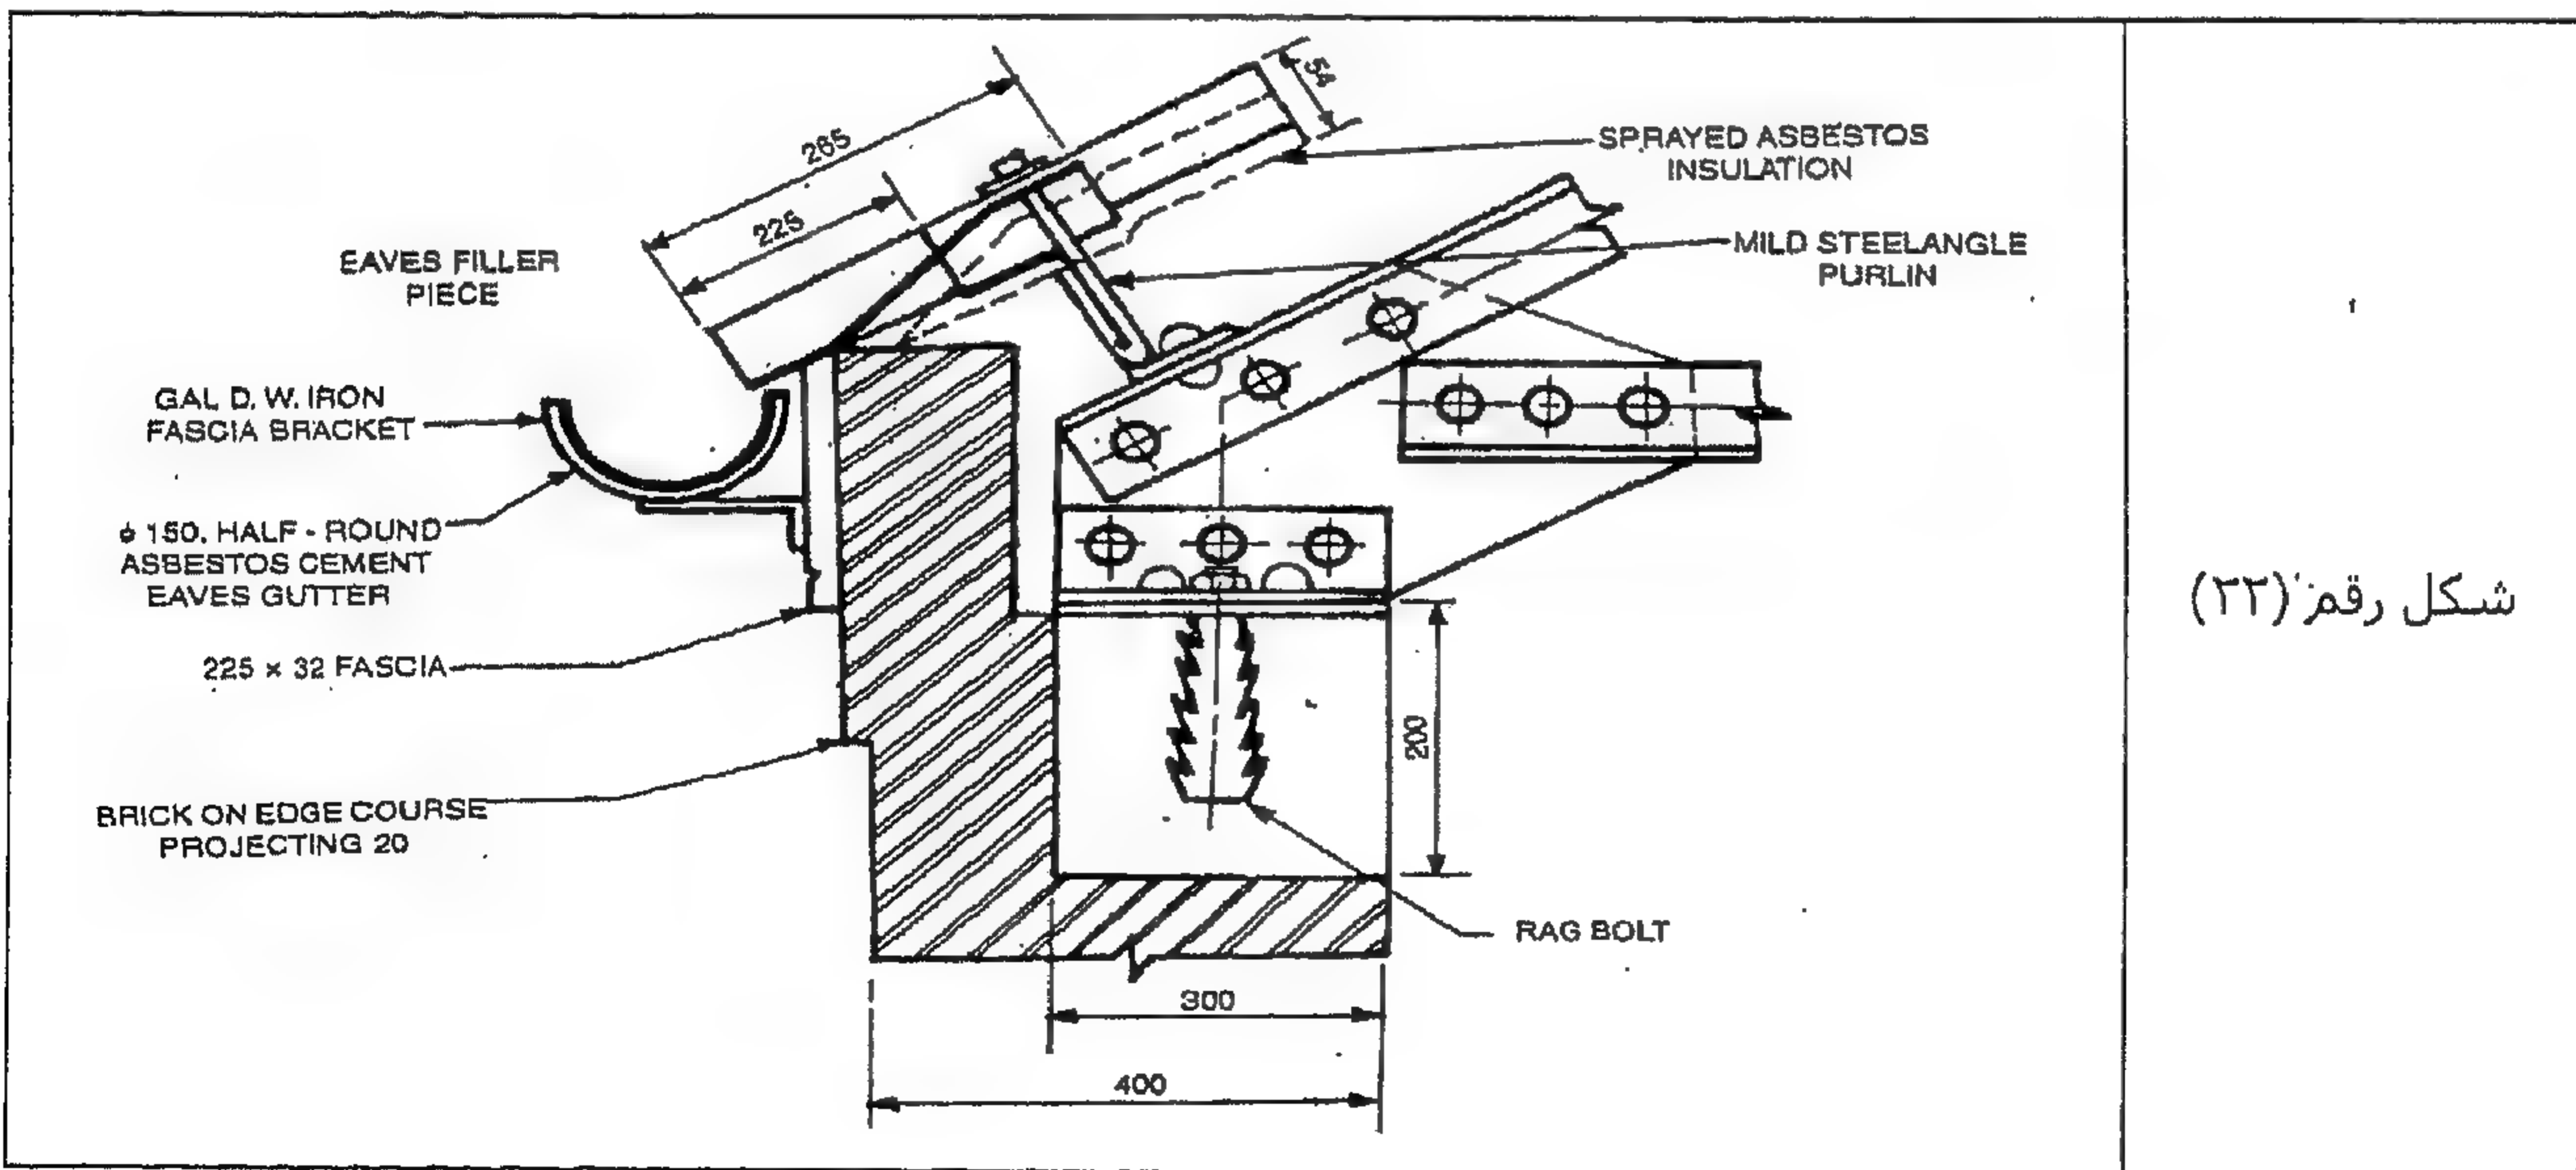 265
54
225
SPRAYED ASBESTOS
INSULATION
MILD STEELANGLE
PURLIN
EAVES FILLER
PIECE
GAL D. W. IRON
FASCIA BRACKET
ϕ 150. HALF - ROUND
ASBESTOS CEMENT
EAVES GUTTER
225 × 32 FASCIA
BRICK ON EDGE COURSE
PROJECTING 20
200
RAG BOLT
300
400
شكل رقم (٢٢)